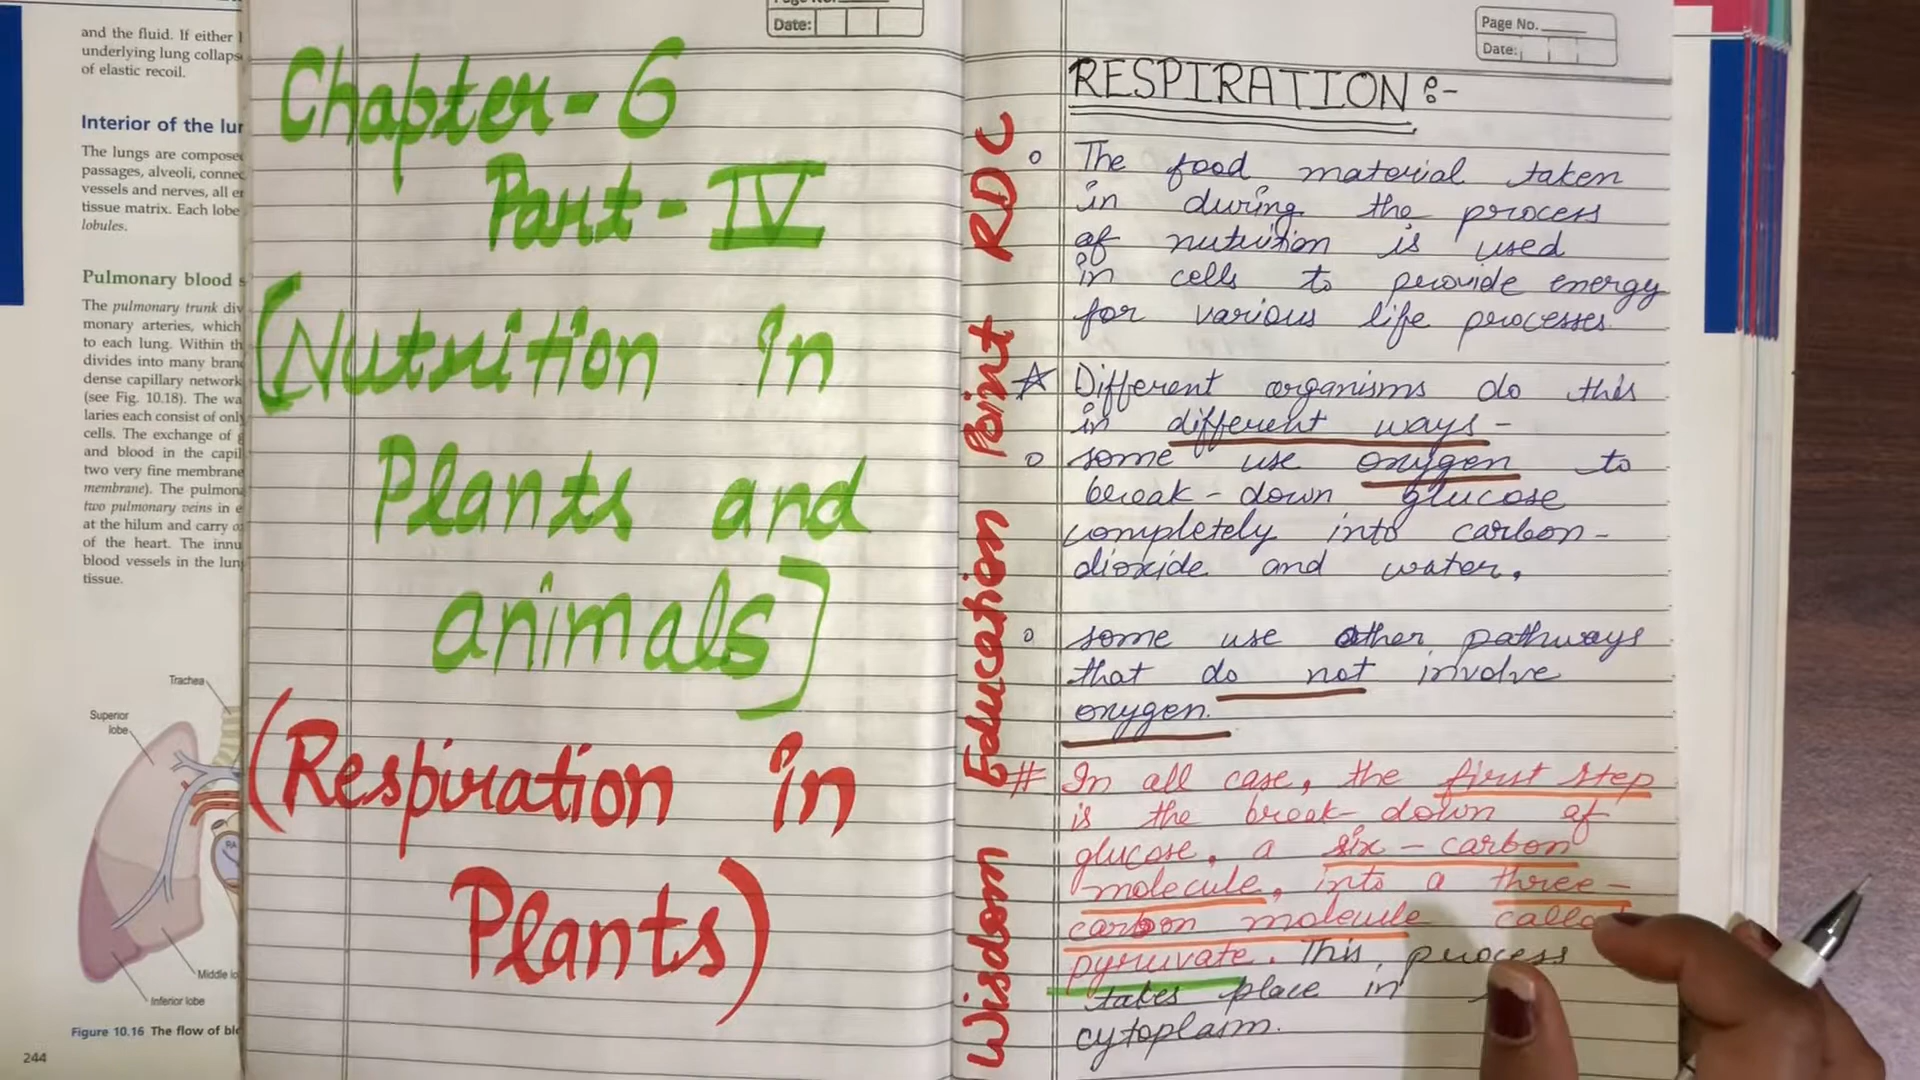 and the fluid. If either
underlying lung collaps
of elastic recoil.
Interior of the lur
The lungs are compose
passages, alveoli, connec
vessels and nerves, all e
tissue matrix. Each lobe
lobules.
Pulmonary blood s
The pulmonary trunk div
monary arteries, which
to each lung. Within th
divides into many bran
dense capillary network
(see Fig. 10.18). The wa
laries each consist of only
cells. The exchange of g
and blood in the capil
two very fine membrane
membrane). The pulmon
two pulmonary veins in e
at the hilum and carry o
of the heart. The innu
blood vessels in the lun
tissue.
Trachea
Superior
lobe
RA
Middle lo
Inferior lobe
Figure 10.16 The flow of blo
244
Date:
Chapter-6
Part-IV
(Nutrition in
Plants and
animals]
(Respiration in
Plants)
Wisdom Education Point RDC
Page No.
Date:
RESPIRATION :-
The food material taken
in during the process
of nutrition is used
in cells to provide energy
for various life processes.
☆ Different organisms do this
in different ways -
some use oxygen to
break-down glucose
completely into carbon-
dioxide and water.
some use other pathways
that do not involve
oxygen.
# In all case, the first step
is the break-down of
glucose, a six-carbon
molecule, into a three-
carbon molecule
pyruvate. This process
takes place in
cytoplasm.